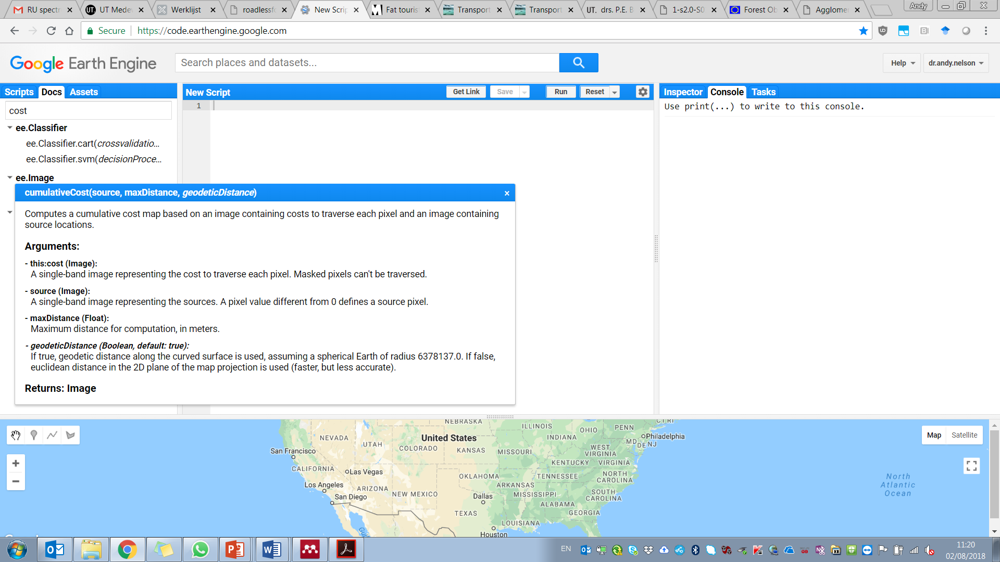 RU spectr
UT Mede
Werklijst
roadlessfo
New Scrip
Fat touris
Transport
Transport
UT. drs. P.E. B
1-s2.0-S0
Forest Ob
Agglomer
Andy
Secure
https://code.earthengine.google.com
Google Earth Engine
Search places and datasets...
Help
dr.andy.nelson
Scripts Docs Assets
New Script
Get Link
Save
Run
Reset
Inspector Console Tasks
cost
1
Use print(...) to write to this console.
ee.Classifier
ee.Classifier.cart(crossvalidatio...
ee.Classifier.svm(decisionProce...
ee.Image
cumulativeCost(source, maxDistance, geodeticDistance)
Computes a cumulative cost map based on an image containing costs to traverse each pixel and an image containing
source locations.
Arguments:
- this:cost (Image):
A single-band image representing the cost to traverse each pixel. Masked pixels can't be traversed.
- source (Image):
A single-band image representing the sources. A pixel value different from 0 defines a source pixel.
- maxDistance (Float):
Maximum distance for computation, in meters.
- geodeticDistance (Boolean, default: true):
If true, geodetic distance along the curved surface is used, assuming a spherical Earth of radius 6378137.0. If false,
euclidean distance in the 2D plane of the map projection is used (faster, but less accurate).
Returns: Image
NEBRASKA
ILLINOIS
OHIO
PENN
CT RI
NEVADA
United States
INDIANA
Philadelphia
UTAH
COLORADO
KANSAS
MISSOURI
WEST
VIRGINIA
MD
DE
NJ
San Francisco
KENTUCKY
VIRGINIA
CALIFORNIA
Las Vegas
OKLAHOMA
TENNESSEE
NORTH
CAROLINA
Los Angeles
ARIZONA
NEW MEXICO
ARKANSAS
MISSISSIPPI
SOUTH
CAROLINA
San Diego
Dallas
ALABAMA
TEXAS
GEORGIA
LOUISIANA
Houston
Map
Satellite
North
Atlantic
Ocean
EN
11:20
02/08/2018